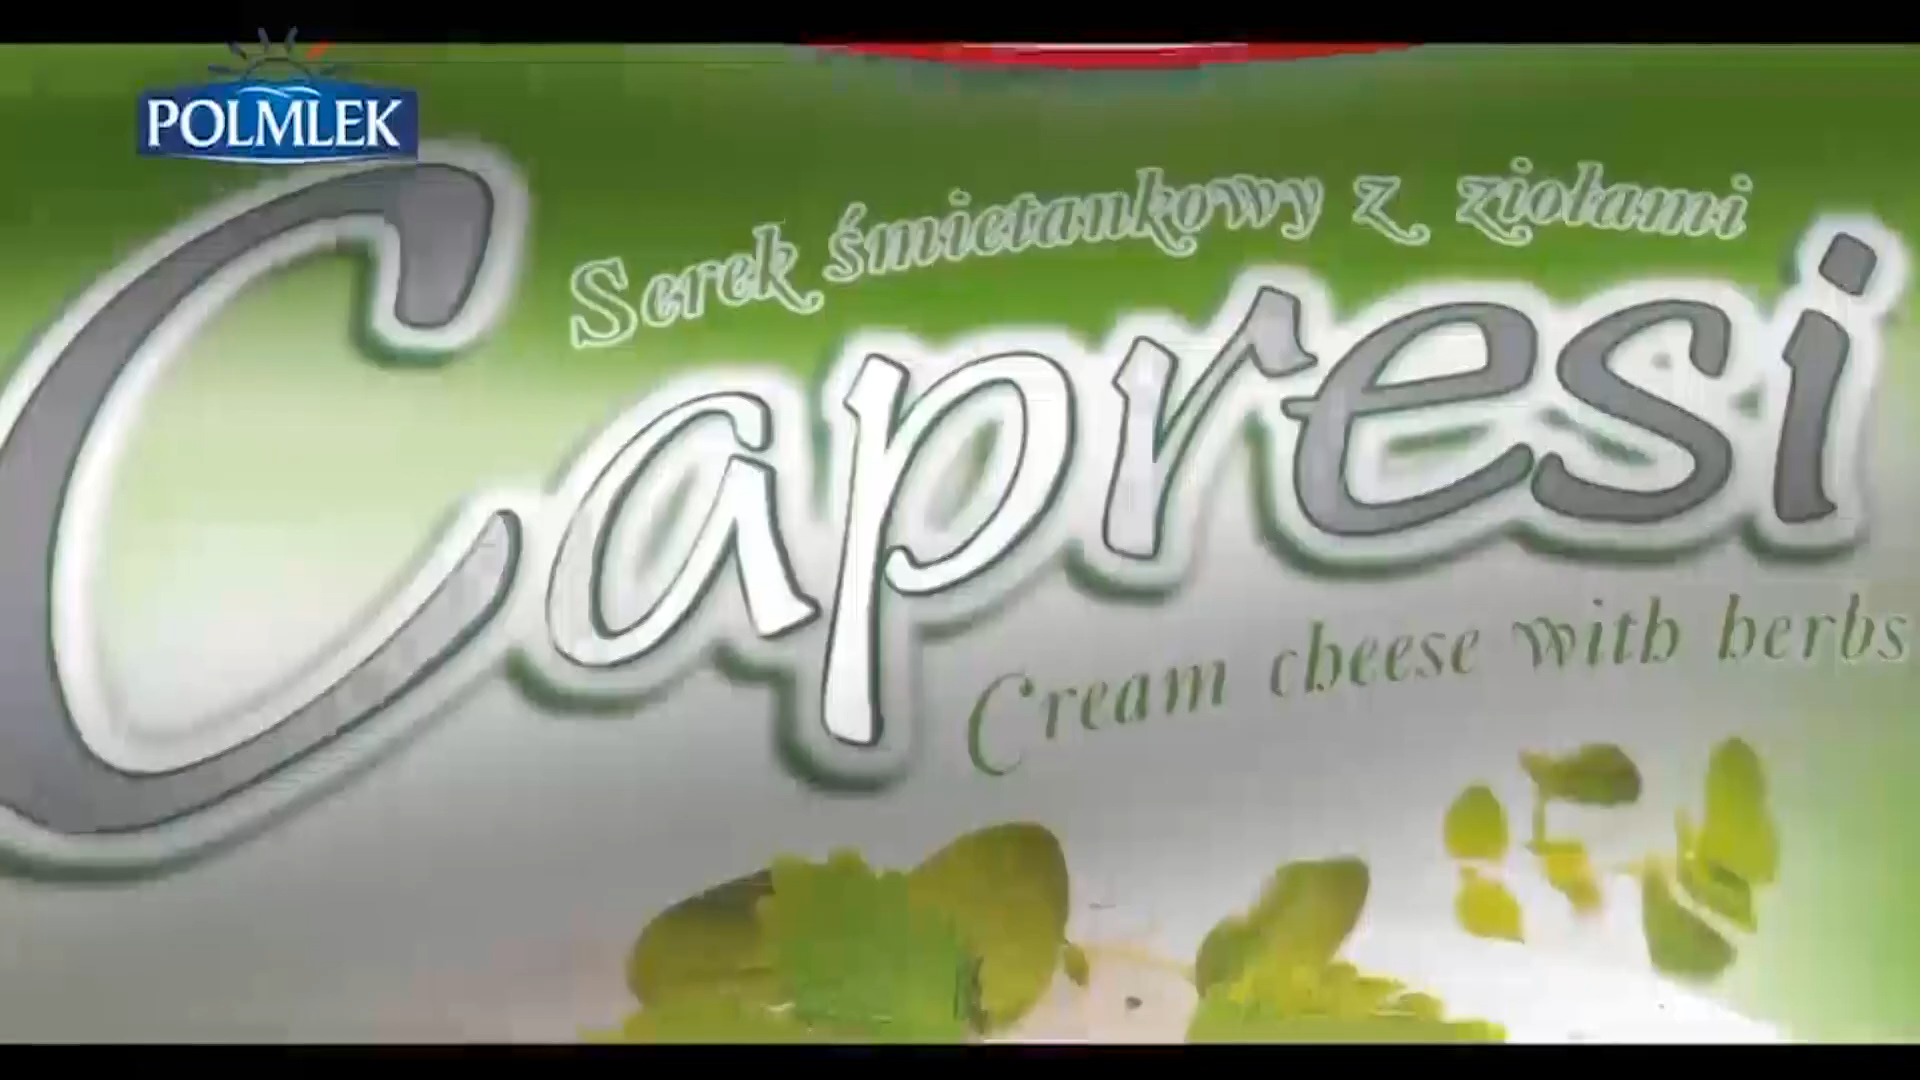 POLMLEK
Serek śmietankowy z ziołami
Capresi
Cream cheese with herbs